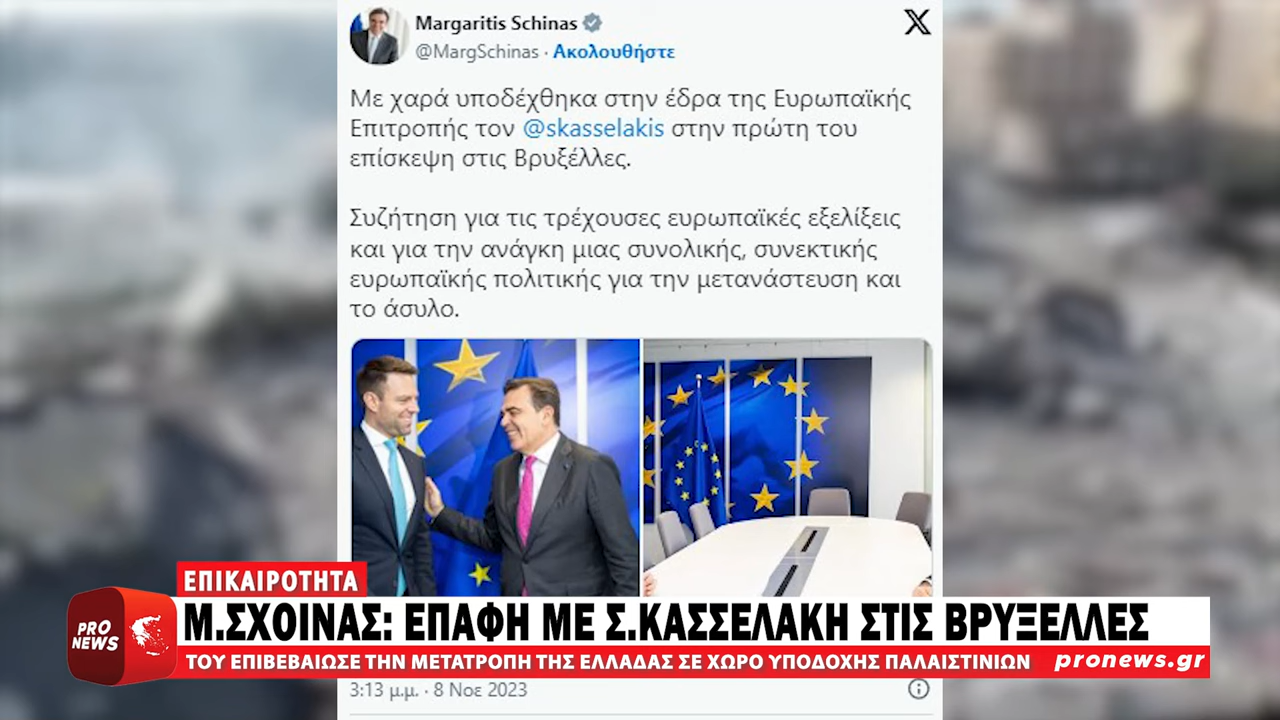 Margaritis Schinas
@MargSchinas · Ακολουθήστε
X
Με χαρά υποδέχθηκα στην έδρα της Ευρωπαϊκής
Επιτροπής τον @skasselakis στην πρώτη του
επίσκεψη στις Βρυξέλλες.
Συζήτηση για τις τρέχουσες ευρωπαϊκές εξελίξεις
και για την ανάγκη μιας συνολικής, συνεκτικής
ευρωπαϊκής πολιτικής για την μετανάστευση και
το άσυλο.
ΕΠΙΚΑΙΡΟΤΗΤΑ
PRO
NEWS
Μ.ΣΧΟΙΝΑΣ: ΕΠΑΦΗ ΜΕ Σ.ΚΑΣΣΕΛΑΚΗ ΣΤΙΣ ΒΡΥΞΕΛΛΕΣ
ΤΟΥ ΕΠΙΒΕΒΑΙΩΣΕ ΤΗΝ ΜΕΤΑΤΡΟΠΗ ΤΗΣ ΕΛΛΑΔΑΣ ΣΕ ΧΩΡΟ ΥΠΟΔΟΧΗΣ ΠΑΛΑΙΣΤΙΝΙΩΝ pronews.gr
3:13 μ.μ. · 8 Νοε 2023